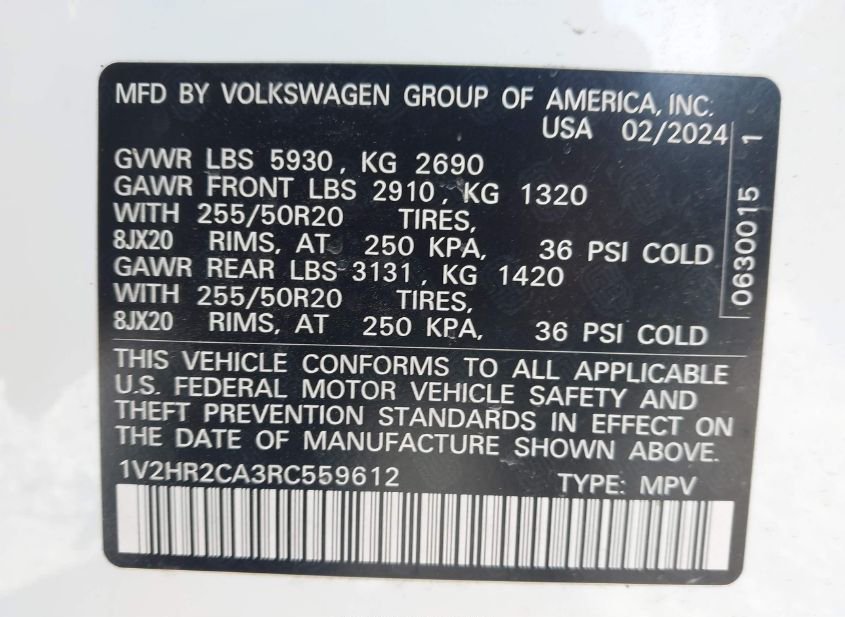 MFD BY VOLKSWAGEN GROUP OF AMERICA, INC.
USA 02/2024
GVWR LBS 5930, KG 2690
GAWR FRONT LBS 2910, KG 1320
WITH 255/50R20 TIRES,
8JX20 RIMS, AT 250 KPA, 36 PSI COLD
GAWR REAR LBS 3131, KG 1420
WITH 255/50R20 TIRES,
8JX20 RIMS, AT 250 KPA, 36 PSI COLD
0630015 1
THIS VEHICLE CONFORMS TO ALL APPLICABLE
U.S. FEDERAL MOTOR VEHICLE SAFETY AND
THEFT PREVENTION STANDARDS IN EFFECT ON
THE DATE OF MANUFACTURE SHOWN ABOVE.
1V2HR2CA3RC559612 TYPE: MPV